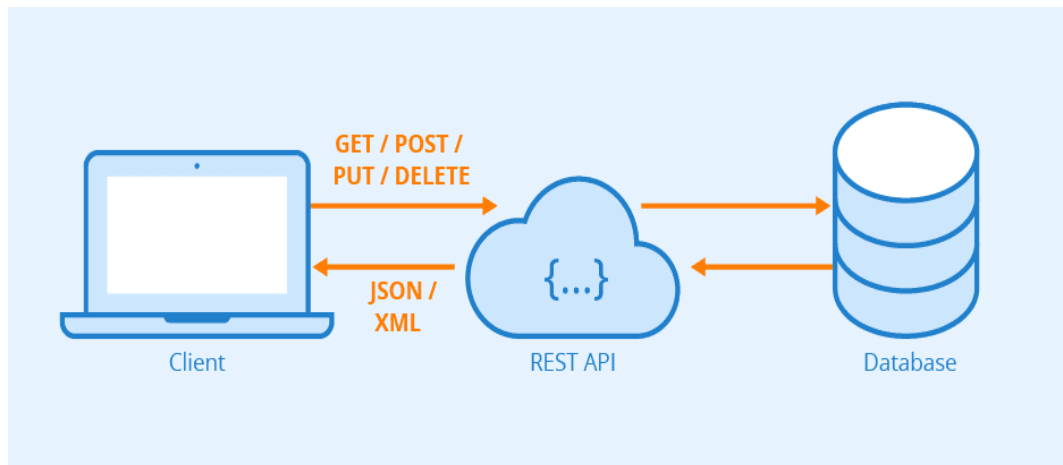 GET / POST /
PUT / DELETE
{...}
JSON /
XML
Client
REST API
Database